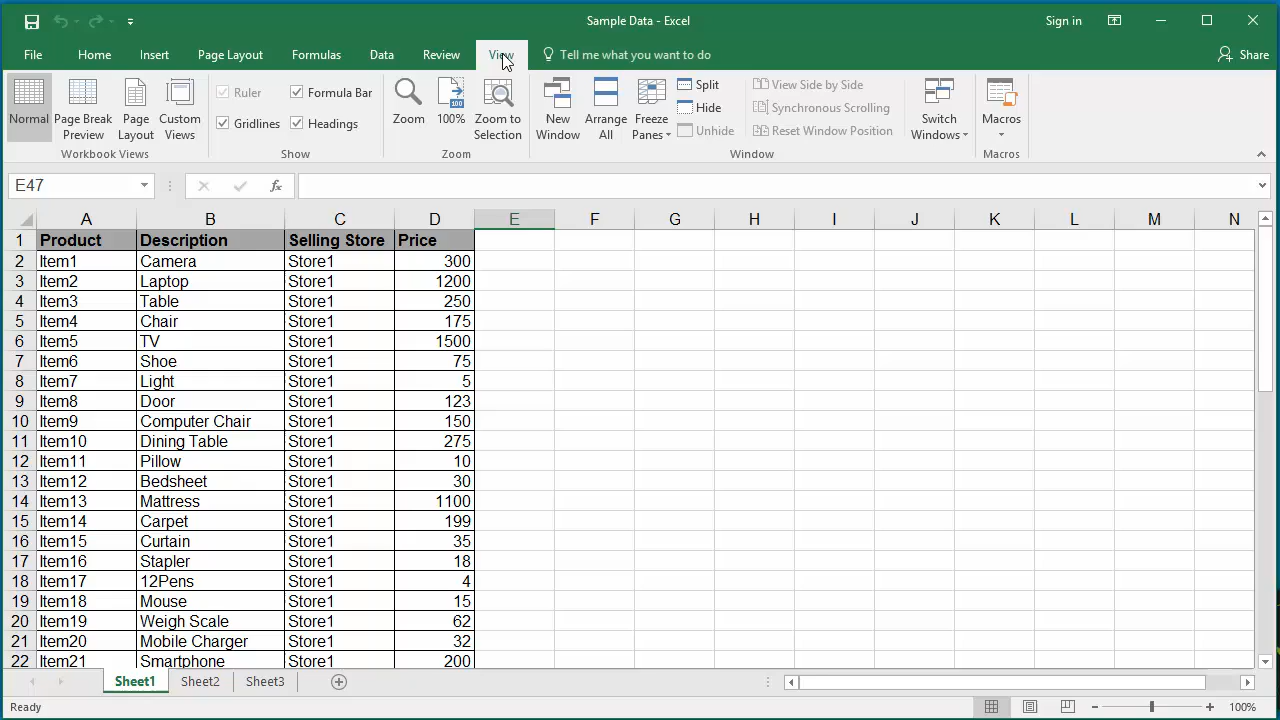 Sample Data - Excel
Sign in
File Home Insert Page Layout Formulas Data Review View Tell me what you want to do Share
Normal Page Break Preview Page Layout Custom Views
Workbook Views
Ruler Formula Bar
Gridlines Headings
Show
Zoom 100% Zoom to Selection
100
Zoom
New Window Arrange All Freeze Panes
Split
Hide
Unhide
View Side by Side
Synchronous Scrolling
Reset Window Position
Switch Windows
Window
Macros
Macros
E47 fx
A B C D E F G H I J K L M N
1 Product Description Selling Store Price
2 Item1 Camera Store1 300
3 Item2 Laptop Store1 1200
4 Item3 Table Store1 250
5 Item4 Chair Store1 175
6 Item5 TV Store1 1500
7 Item6 Shoe Store1 75
8 Item7 Light Store1 5
9 Item8 Door Store1 123
10 Item9 Computer Chair Store1 150
11 Item10 Dining Table Store1 275
12 Item11 Pillow Store1 10
13 Item12 Bedsheet Store1 30
14 Item13 Mattress Store1 1100
15 Item14 Carpet Store1 199
16 Item15 Curtain Store1 35
17 Item16 Stapler Store1 18
18 Item17 12Pens Store1 4
19 Item18 Mouse Store1 15
20 Item19 Weigh Scale Store1 62
21 Item20 Mobile Charger Store1 32
22 Item21 Smartphone Store1 200
Sheet1 Sheet2 Sheet3
Ready 100%